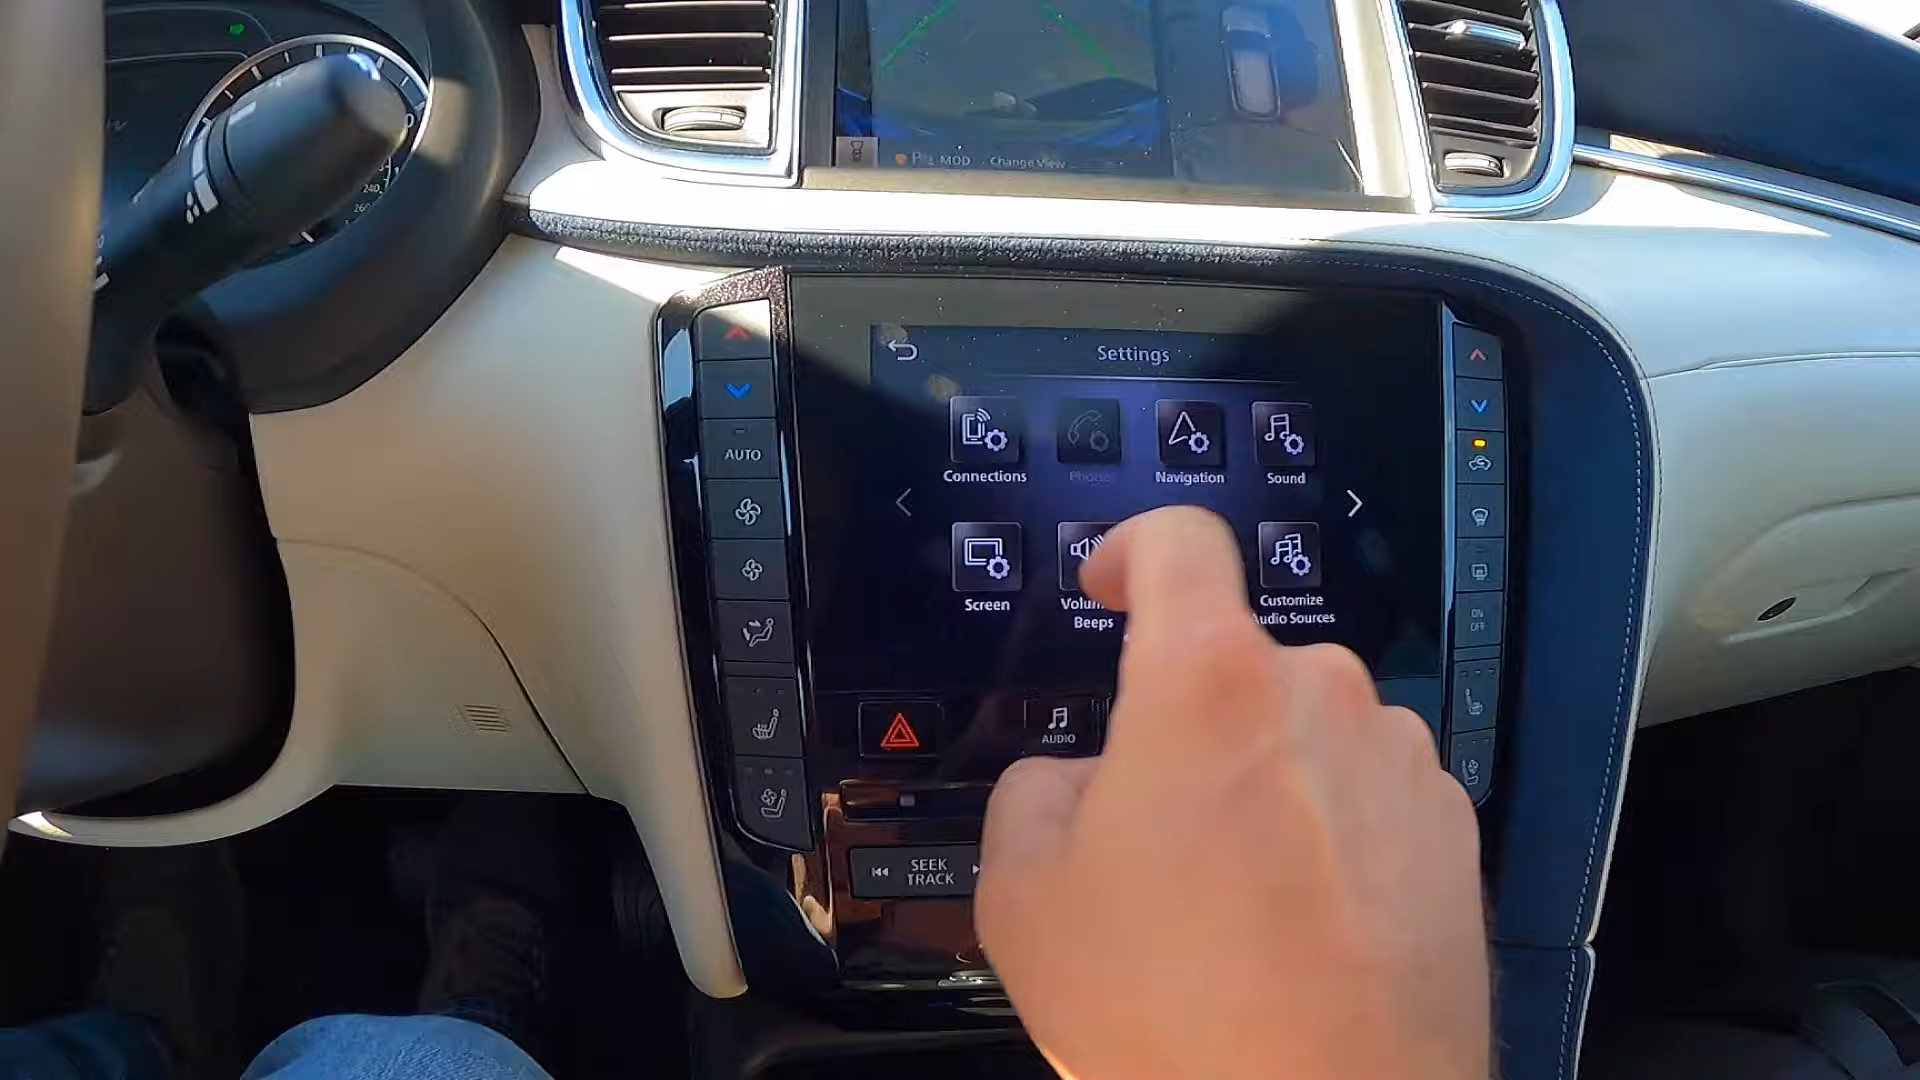 MOD
Change View
240
260
Settings
Connections
Navigation
Sound
Screen
Beeps
Customize
Audio Sources
AUTO
ON
OFF
AUDIO
SEEK
TRACK